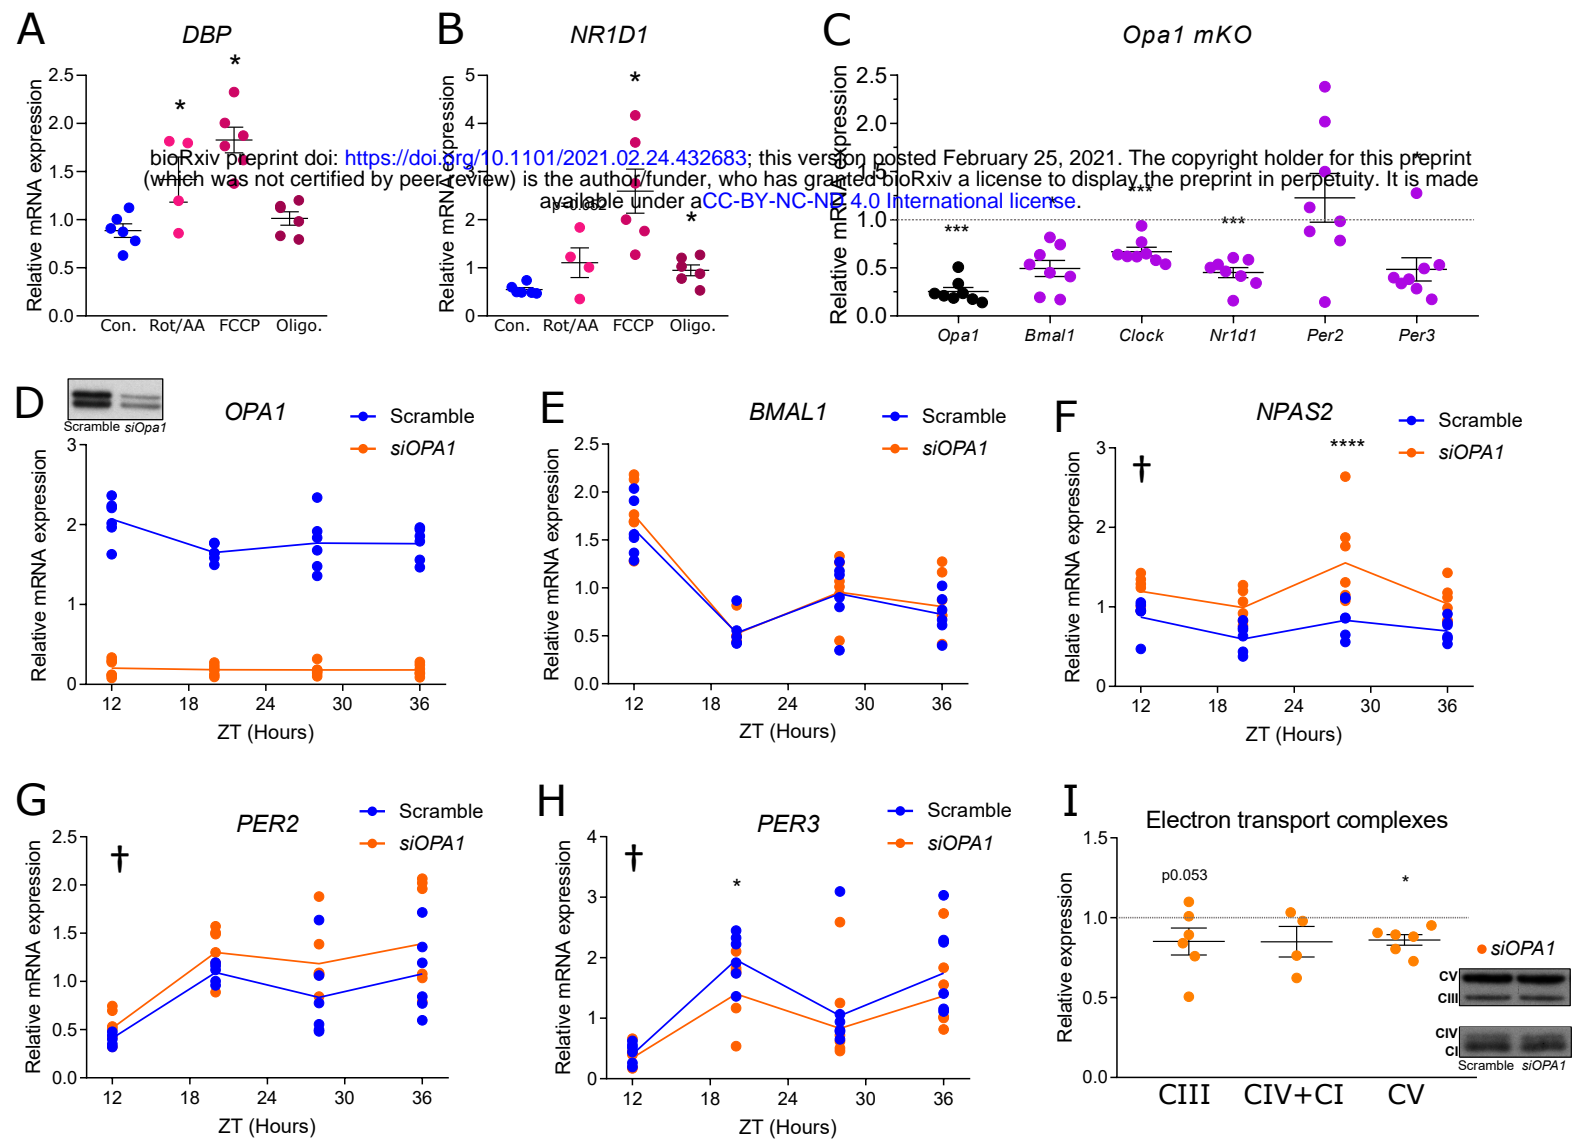 A
DBP
B
NR1D1
C
Opa1 mKO
Relative mRNA expression
2.5
2.0
1.5
1.0
0.5
0.0
*
*
Con. Rot/AA FCCP Oligo.
Relative mRNA expression
5
4
3
2
1
0
p=0.052
*
*
Con. Rot/AA FCCP Oligo.
Relative mRNA expression
2.5
2.0
1.5
1.0
0.5
0.0
***
*
***
***
*
Opa1 Bmal1 Clock Nr1d1 Per2 Per3
bioRxiv preprint doi: https://doi.org/10.1101/2021.02.24.432683; this version posted February 25, 2021. The copyright holder for this preprint
(which was not certified by peer review) is the author/funder, who has granted bioRxiv a license to display the preprint in perpetuity. It is made
available under aCC-BY-NC-ND 4.0 International license.
D
Scramble siOpa1
OPA1
Scramble
siOPA1
Relative mRNA expression
3
2
1
0
12 18 24 30 36
ZT (Hours)
E
BMAL1
Scramble
siOPA1
Relative mRNA expression
2.5
2.0
1.5
1.0
0.5
0.0
12 18 24 30 36
ZT (Hours)
F
NPAS2
Scramble
siOPA1
****
†
Relative mRNA expression
3
2
1
0
12 18 24 30 36
ZT (Hours)
G
PER2
Scramble
siOPA1
†
Relative mRNA expression
2.5
2.0
1.5
1.0
0.5
0.0
12 18 24 30 36
ZT (Hours)
H
PER3
Scramble
siOPA1
†
*
Relative mRNA expression
4
3
2
1
0
12 18 24 30 36
ZT (Hours)
I
Electron transport complexes
Relative expression
1.5
1.0
0.5
0.0
p0.053
*
CIII CIV+CI CV
siOPA1
CV
CIII
CIV
CI
Scramble siOPA1